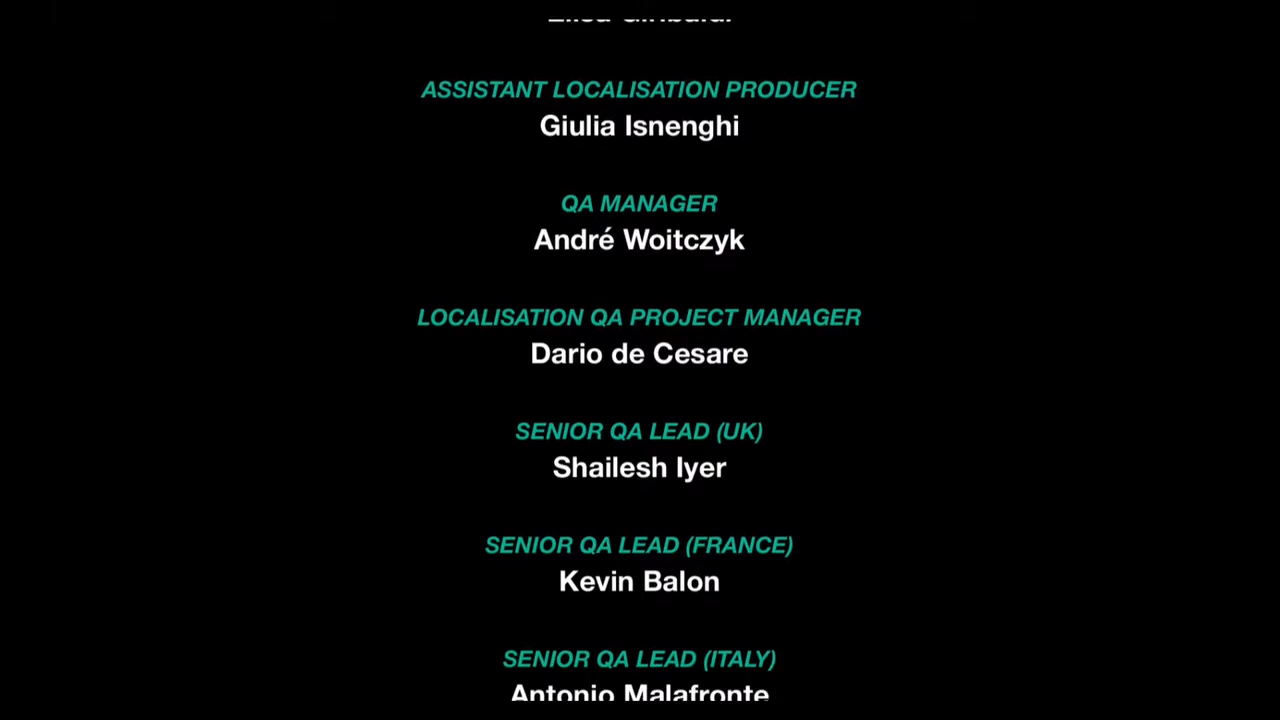 ASSISTANT LOCALISATION PRODUCER
Giulia Isnenghi
QA MANAGER
André Woitczyk
LOCALISATION QA PROJECT MANAGER
Dario de Cesare
SENIOR QA LEAD (UK)
Shailesh Iyer
SENIOR QA LEAD (FRANCE)
Kevin Balon
SENIOR QA LEAD (ITALY)
Antonio Malafronte